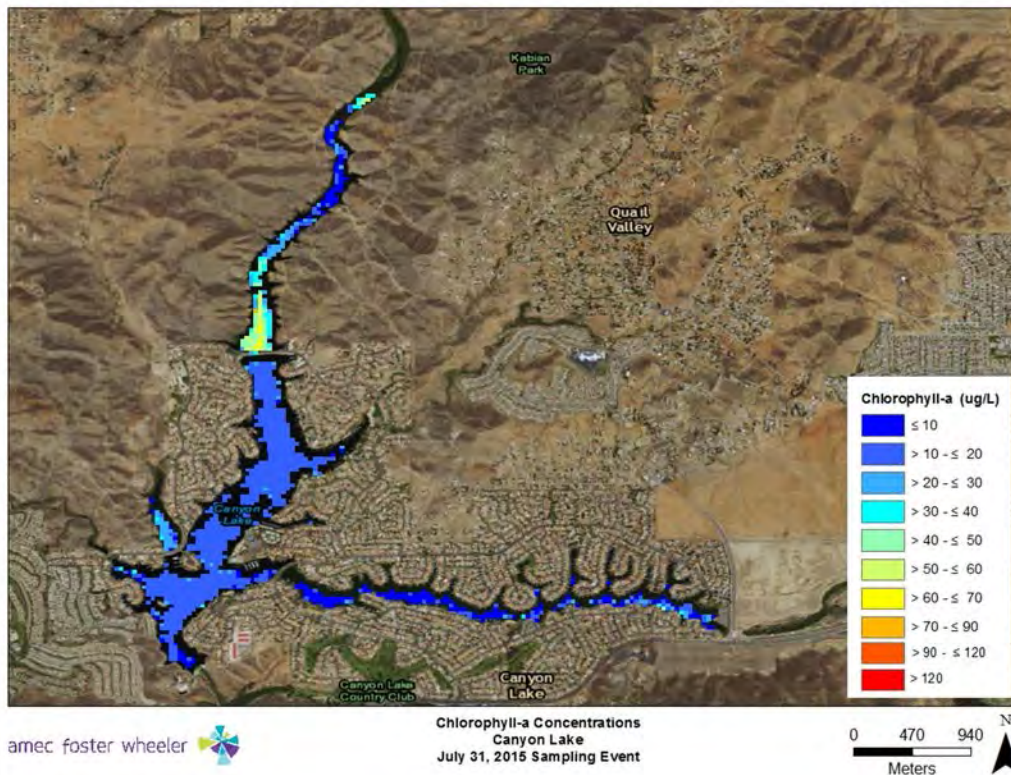 Kabian
Park
Quail
Valley
Canyon
Lake
Canyon
Lake
Canyon Lake
Country Club
Chlorophyll-a (ug/L)
≤ 10
> 10 - ≤ 20
> 20 - ≤ 30
> 30 - ≤ 40
> 40 - ≤ 50
> 50 - ≤ 60
> 60 - ≤ 70
> 70 - ≤ 90
> 90 - ≤ 120
> 120
amec foster wheeler
Chlorophyll-a Concentrations
Canyon Lake
July 31, 2015 Sampling Event
0 470 940
Meters
N